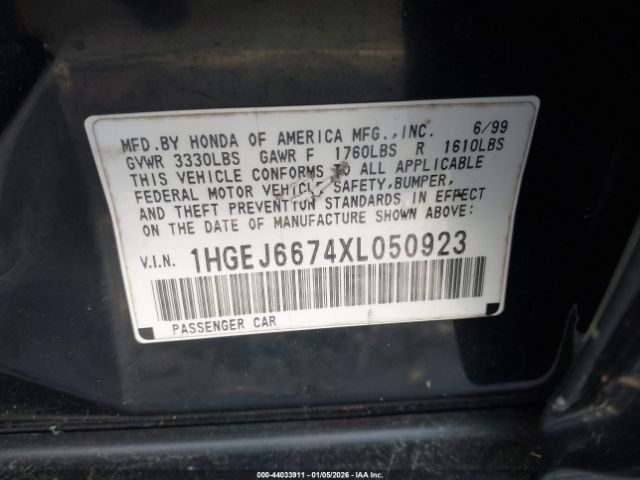 MFD.BY HONDA OF AMERICA MFG.,INC. 6/99
GVWR 3330LBS GAWR F 1760LBS R 1610LBS
THIS VEHICLE CONFORMS TO ALL APPLICABLE
FEDERAL MOTOR VEHICLE SAFETY,BUMPER,
AND THEFT PREVENTION STANDARDS IN EFFECT
ON THE DATE OF MANUFACTURE SHOWN ABOVE:
V.I.N. 1HGEJ6674XL050923
PASSENGER CAR
000-44033911 - 01/05/2026 - IAA Inc.